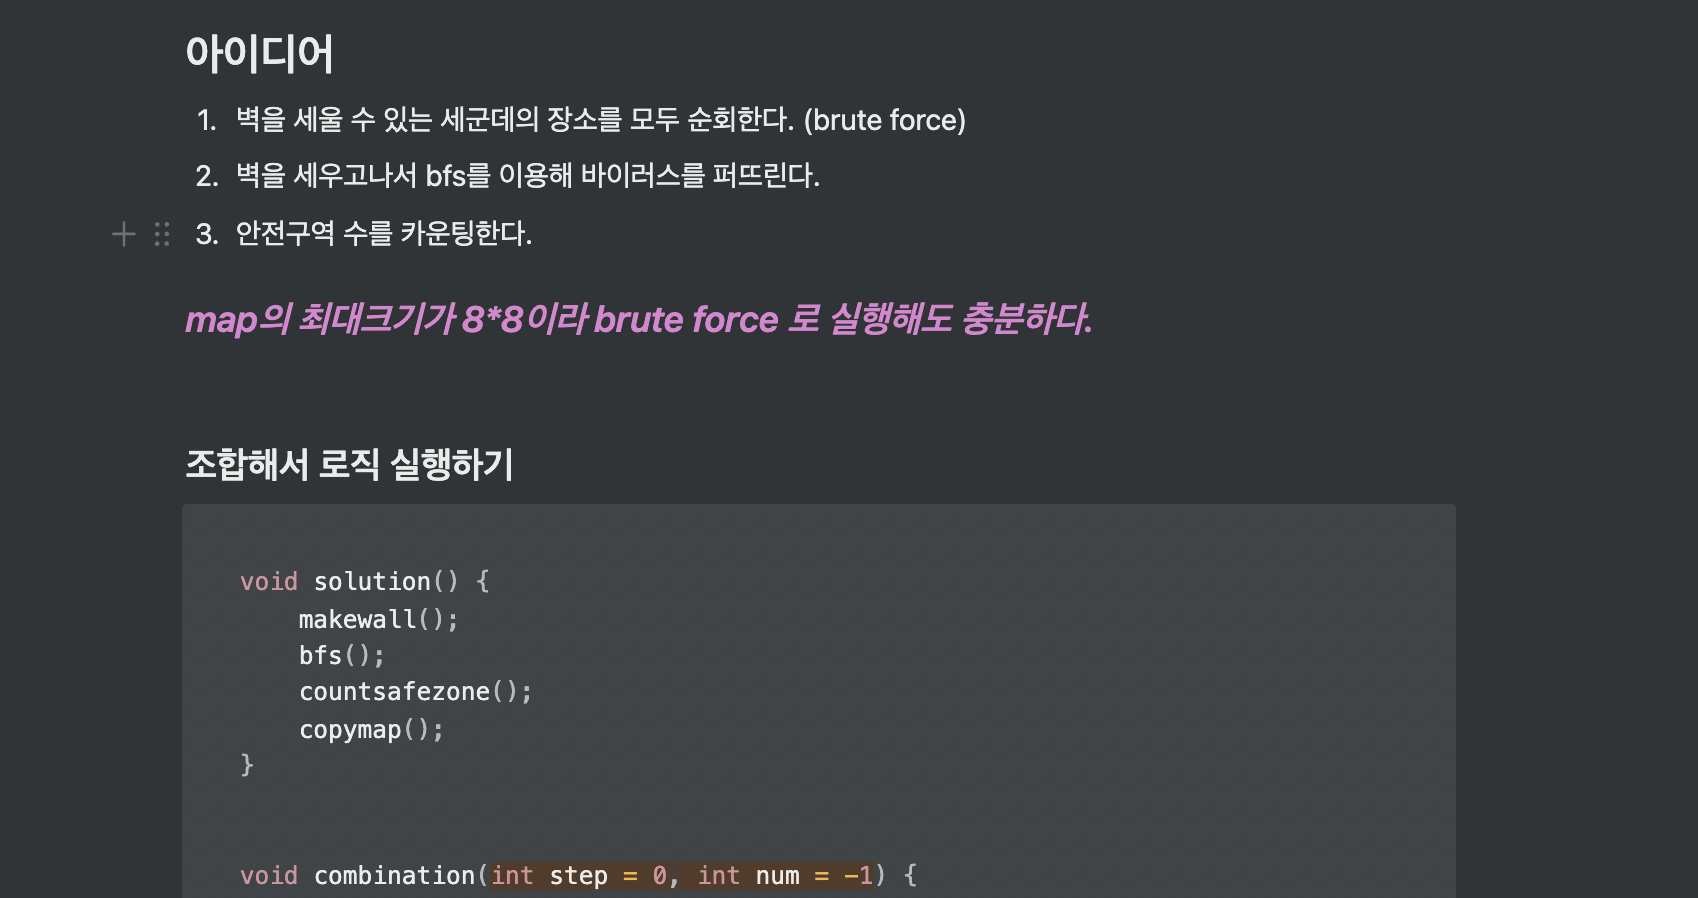 아이디어
1. 벽을 세울 수 있는 세군데의 장소를 모두 순회한다. (brute force)
2. 벽을 세우고나서 bfs를 이용해 바이러스를 퍼뜨린다.
3. 안전구역 수를 카운팅한다.
map의 최대크기가 8*8이라 brute force 로 실행해도 충분하다.
조합해서 로직 실행하기
void solution() {
    makewall();
    bfs();
    countsafezone();
    copymap();
}
void combination(int step = 0, int num = -1) {